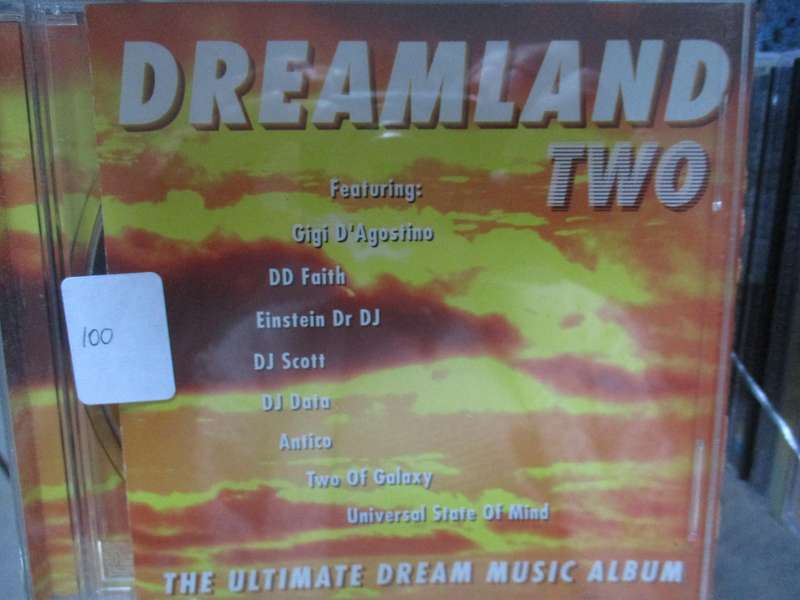 DREAMLAND
TWO
Featuring:
Gigi D'Agostino
DD Faith
Einstein Dr DJ
DJ Scott
100
DJ Data
Antico
Two Of Galaxy
Universal State Of Mind
THE ULTIMATE DREAM MUSIC ALBUM